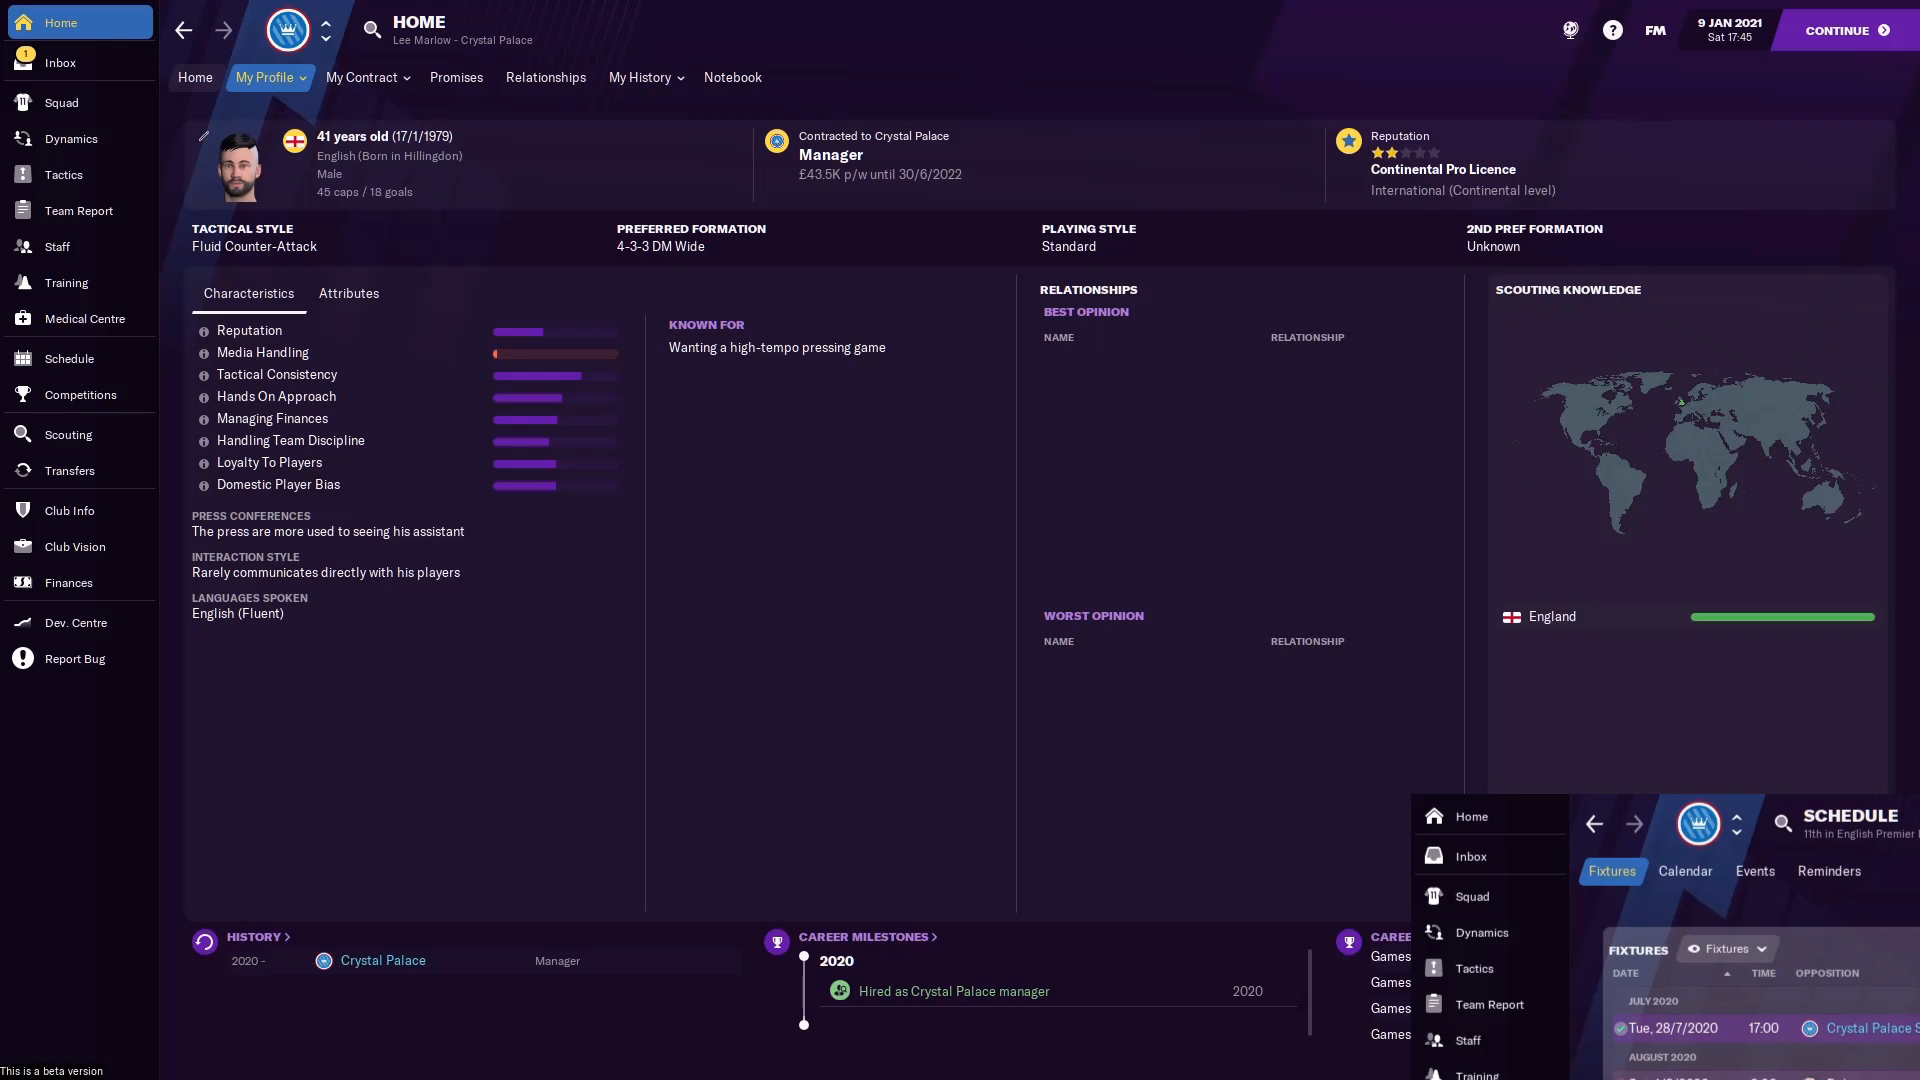 Home
1
Inbox
Squad
Dynamics
Tactics
Team Report
Staff
Training
Medical Centre
Schedule
Competitions
Scouting
Transfers
Club Info
Club Vision
Finances
Dev. Centre
Report Bug
This is a beta version
HOME
Lee Marlow - Crystal Palace
FM
9 JAN 2021
Sat 17:45
CONTINUE
Home
My Profile
My Contract
Promises
Relationships
My History
Notebook
41 years old (17/1/1979)
English (Born in Hillingdon)
Male
45 caps / 18 goals
Contracted to Crystal Palace
Manager
£43.5K p/w until 30/6/2022
Reputation
Continental Pro Licence
International (Continental level)
TACTICAL STYLE
Fluid Counter-Attack
PREFERRED FORMATION
4-3-3 DM Wide
PLAYING STYLE
Standard
2ND PREF FORMATION
Unknown
Characteristics
Attributes
Reputation
Media Handling
Tactical Consistency
Hands On Approach
Managing Finances
Handling Team Discipline
Loyalty To Players
Domestic Player Bias
PRESS CONFERENCES
The press are more used to seeing his assistant
INTERACTION STYLE
Rarely communicates directly with his players
LANGUAGES SPOKEN
English (Fluent)
KNOWN FOR
Wanting a high-tempo pressing game
RELATIONSHIPS
BEST OPINION
NAME RELATIONSHIP
WORST OPINION
NAME RELATIONSHIP
SCOUTING KNOWLEDGE
England
HISTORY
2020 - Crystal Palace Manager
CAREER MILESTONES
2020
Hired as Crystal Palace manager 2020
CAREE
Games
Games
Games
Games
Home
Inbox
Squad
Dynamics
Tactics
Team Report
Staff
Training
SCHEDULE
11th in English Premier
Fixtures
Calendar
Events
Reminders
FIXTURES
Fixtures
DATE TIME OPPOSITION
JULY 2020
Tue, 28/7/2020 17:00 Crystal Palace S
AUGUST 2020